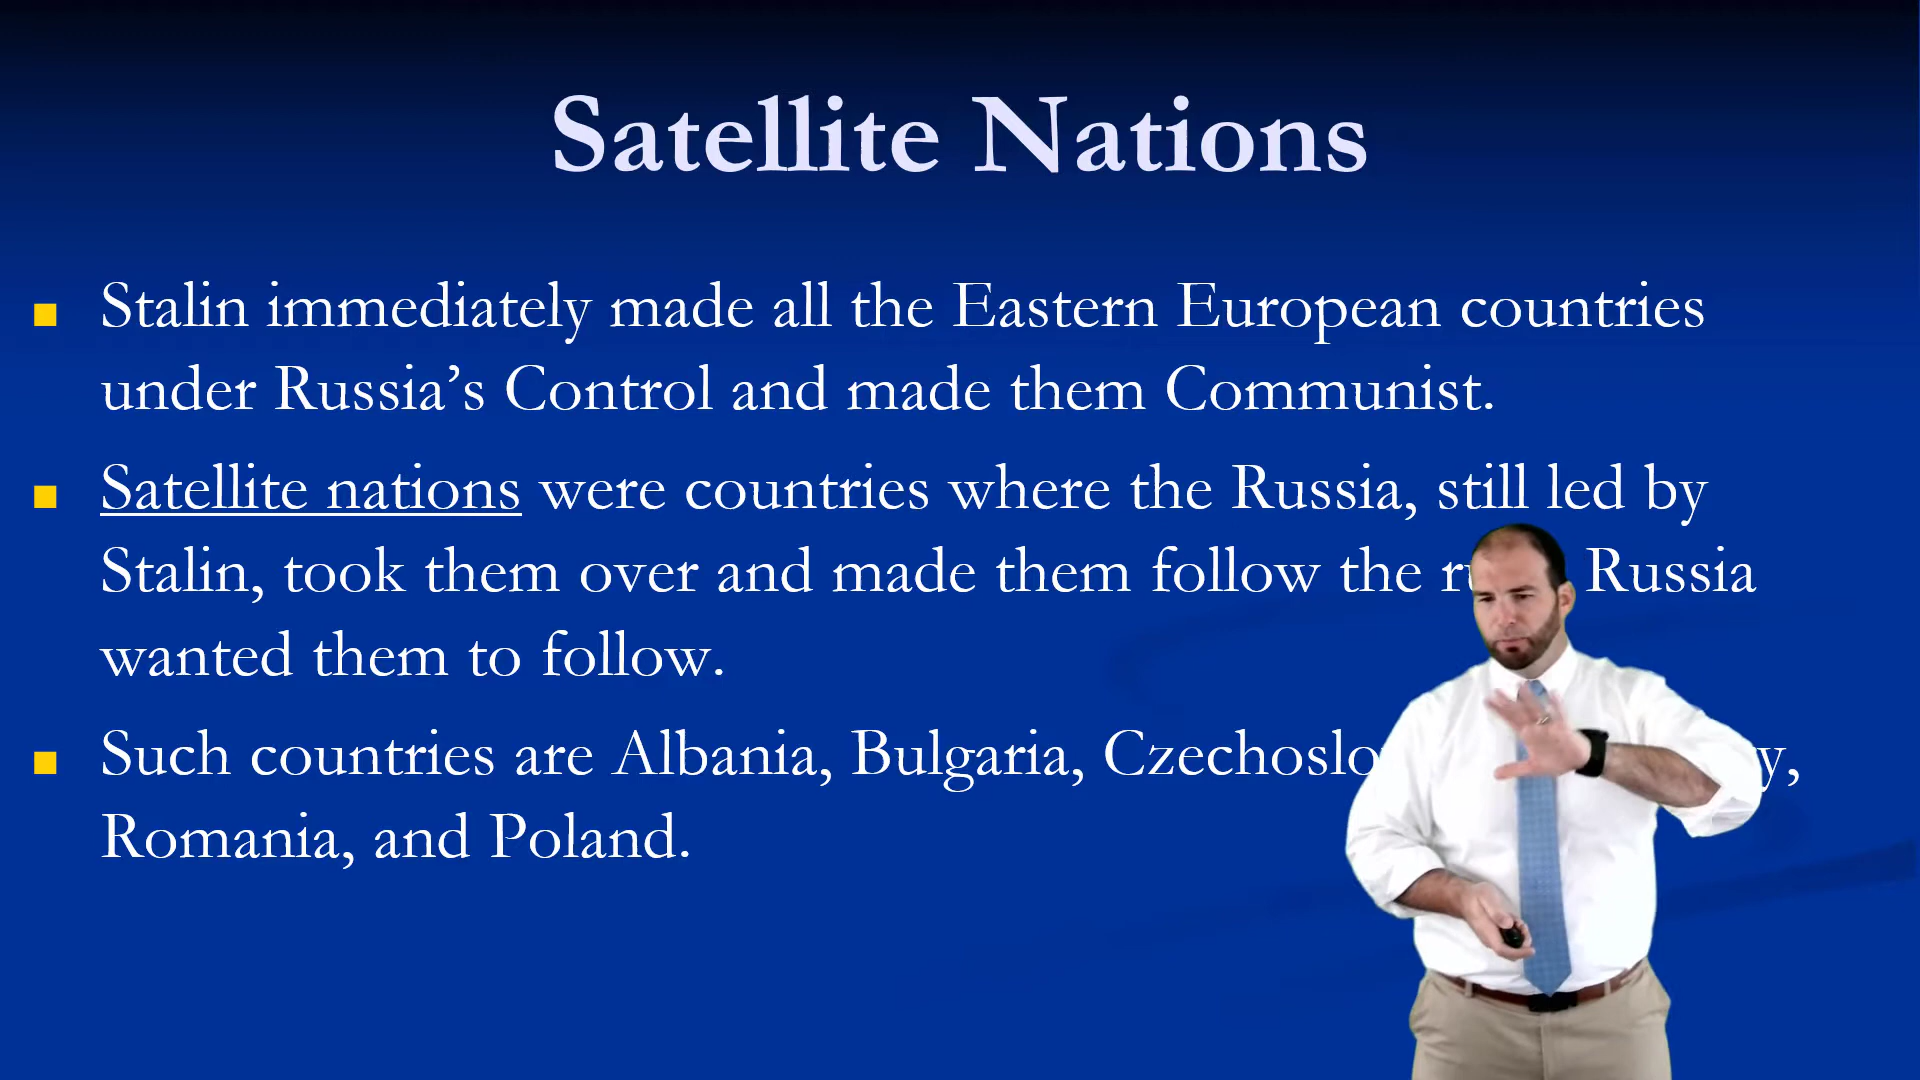 Satellite Nations
Stalin immediately made all the Eastern European countries
under Russia’s Control and made them Communist.
Satellite nations were countries where the Russia, still led by
Stalin, took them over and made them follow the Russia
wanted them to follow.
Such countries are Albania, Bulgaria,
Romania, and Poland.